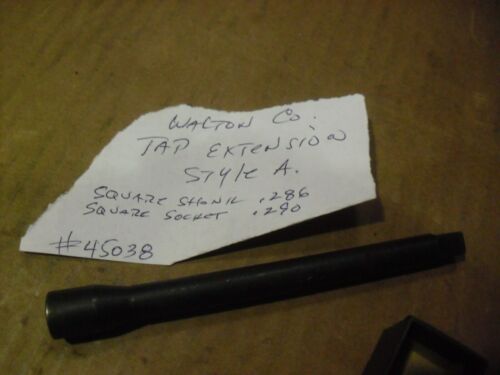 WALTON Co.
TAP EXTENSION
STYLE A.
SQUARE SHANK .286
SQUARE SOCKET .290
#45038